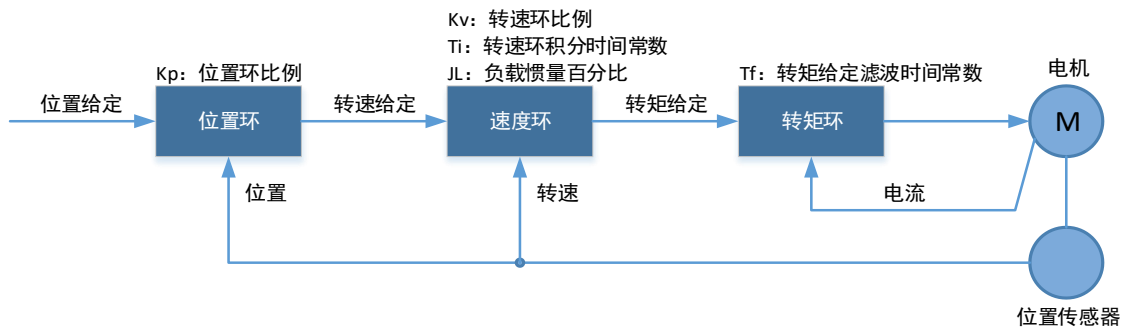 Kv：转速环比例
Ti：转速环积分时间常数
JL：负载惯量百分比
Kp：位置环比例
Tf：转矩给定滤波时间常数
电机
位置给定
位置环
转速给定
速度环
转矩给定
转矩环
M
位置
转速
电流
位置传感器